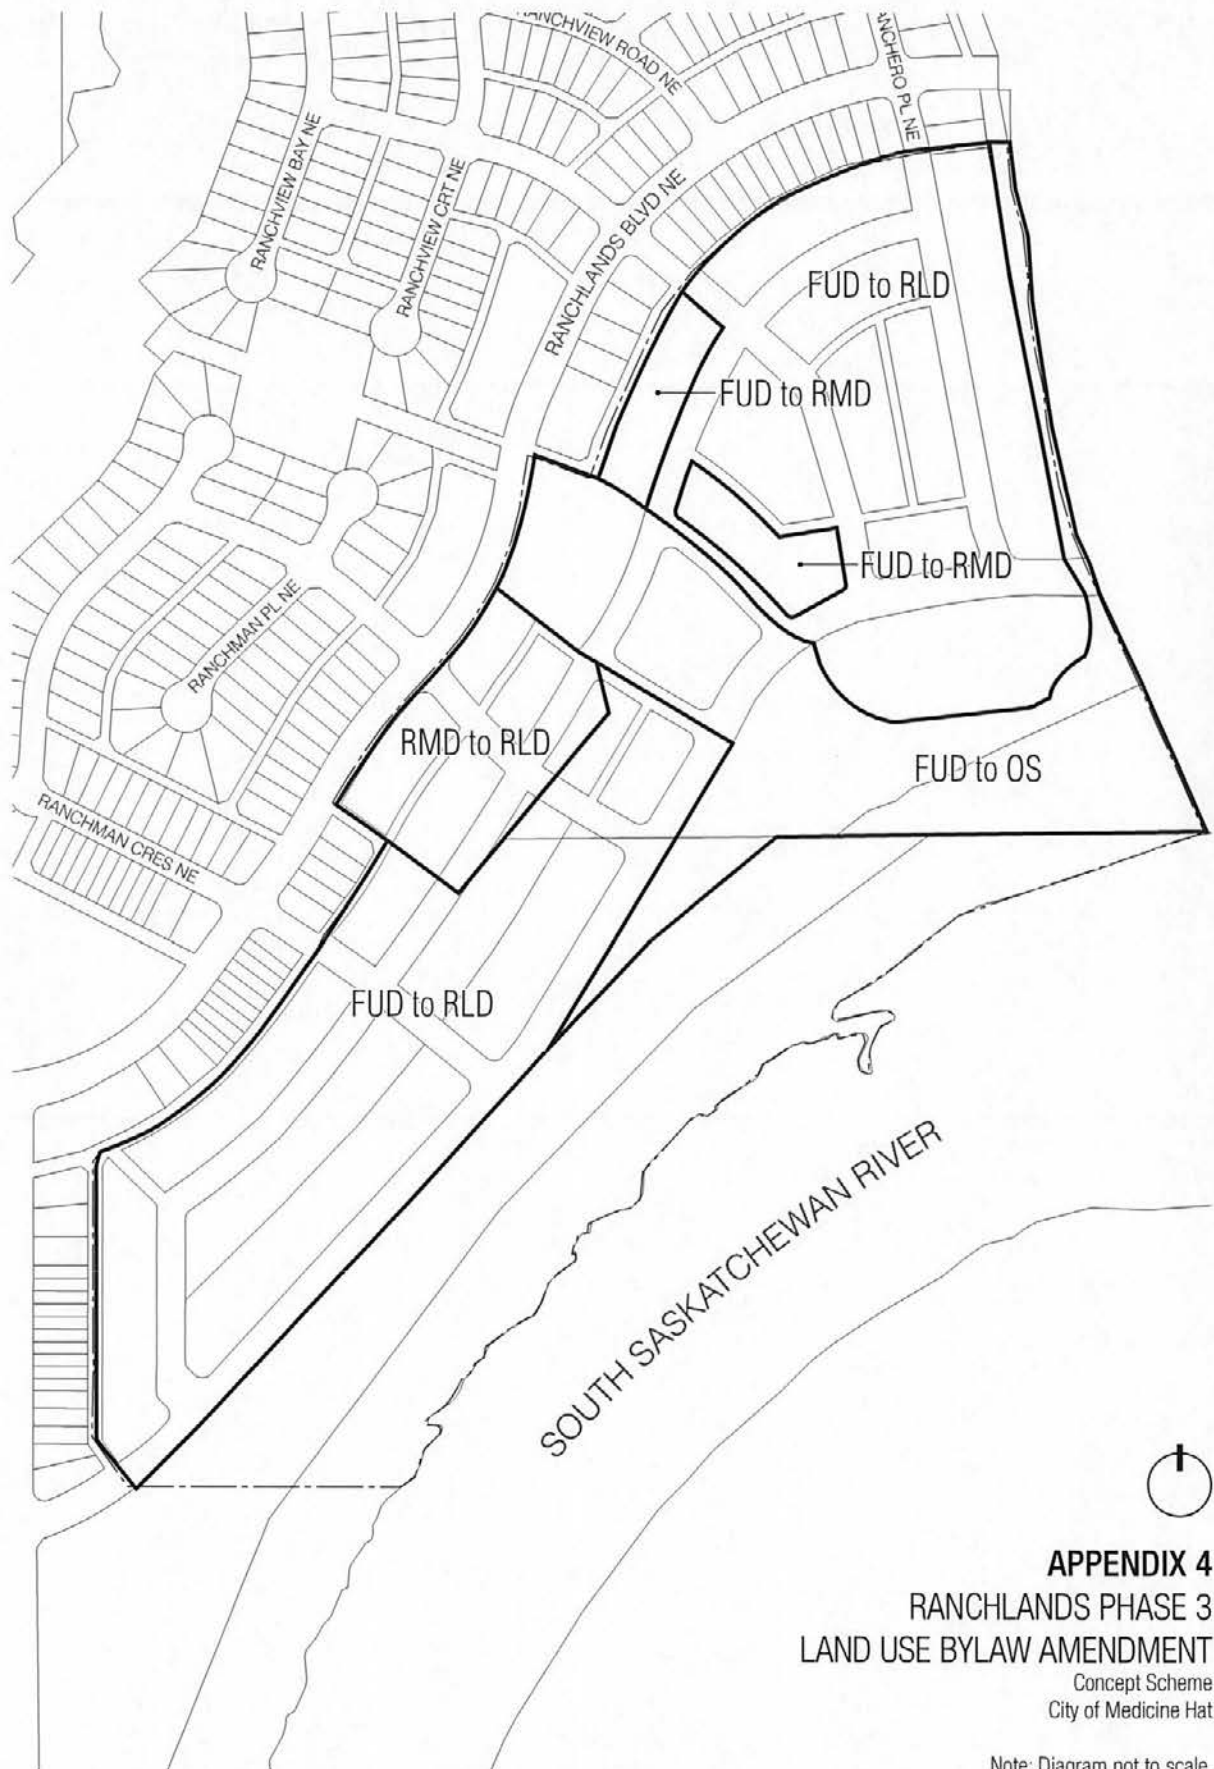 RANCHVIEW ROAD NE
RANCHERO PL NE
RANCHVIEW BAY NE
RANCHVIEW CRT NE
RANCHLANDS BLVD NE
FUD to RLD
FUD to RMD
FUD to RMD
RANCHMAN PL NE
RMD to RLD
FUD to OS
RANCHMAN CRES NE
FUD to RLD
SOUTH SASKATCHEWAN RIVER
APPENDIX 4
RANCHLANDS PHASE 3
LAND USE BYLAW AMENDMENT
Concept Scheme
City of Medicine Hat
Note: Diagram not to scale